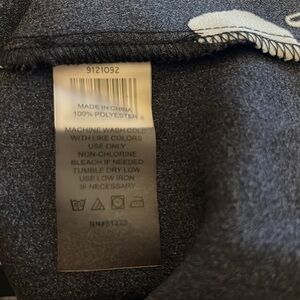 9121092
MADE IN CHINA
100% POLYESTER
MACHINE WASH COLD
WITH LIKE COLORS
USE ONLY
NON-CHLORINE
BLEACH IF NEEDED
TUMBLE DRY LOW
USE LOW IRON
IF NECESSARY